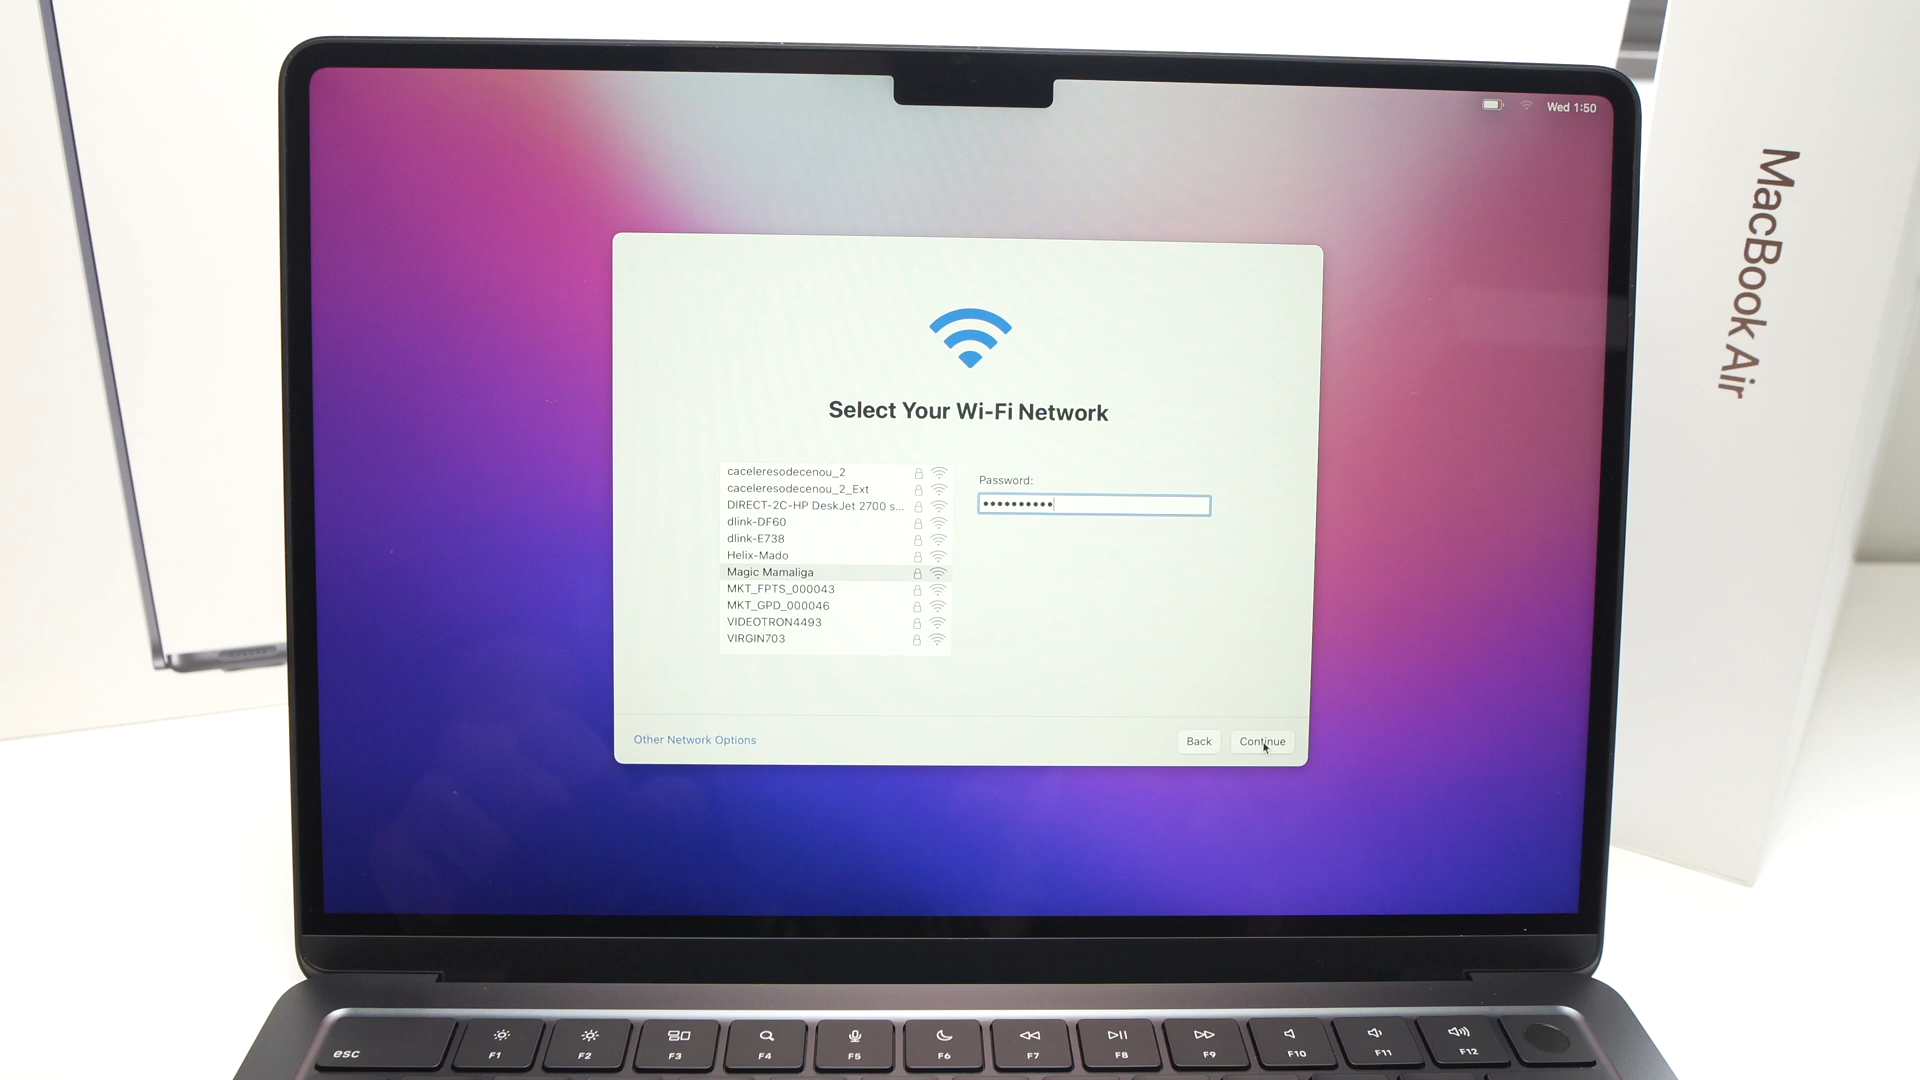 Wed 1:50
MacBook Air
Select Your Wi-Fi Network
caceleresodecenou_2
caceleresodecenou_2_Ext
DIRECT-2C-HP DeskJet 2700 s...
dlink-DF60
dlink-E738
Helix-Mado
Magic Mamaliga
MKT_FPTS_000043
MKT_GPD_000046
VIDEOTRON4493
VIRGIN703
Password:
••••••••••
Other Network Options
Back
Continue
esc
F1
F2
F3
F4
F5
F6
F7
F8
F9
F10
F11
F12